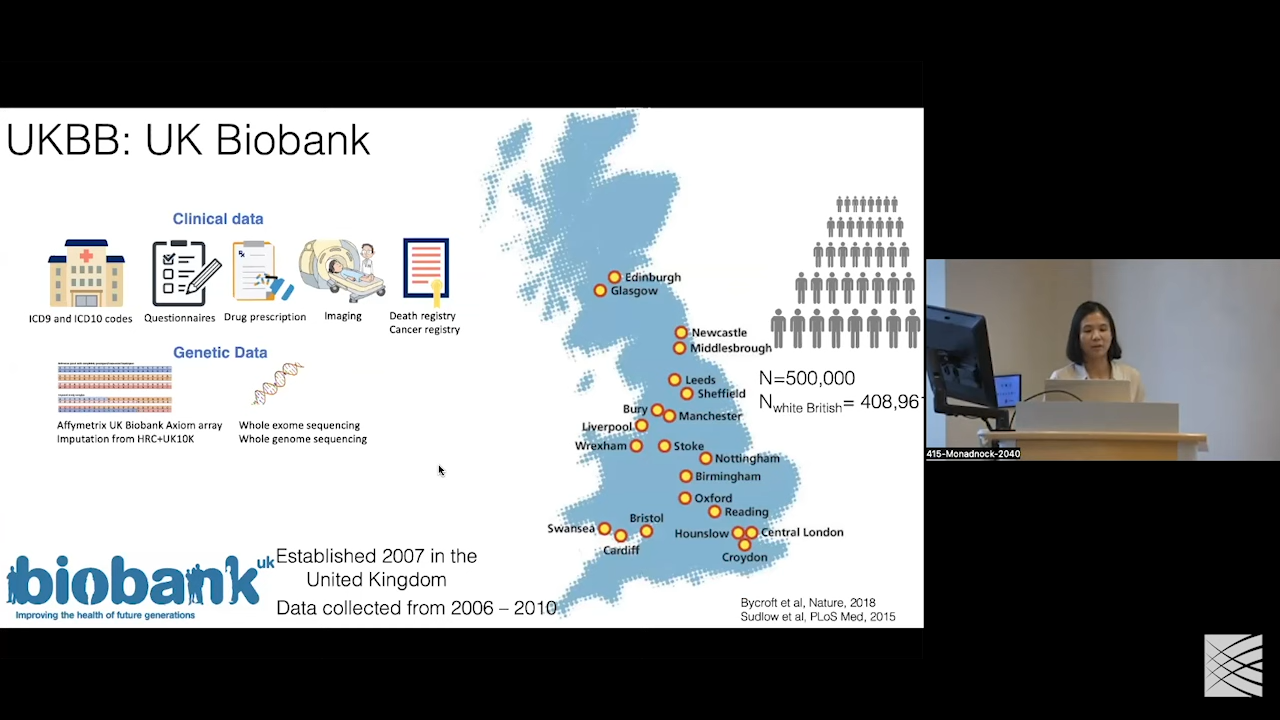 UKBB: UK Biobank
Clinical data
ICD9 and ICD10 codes
Questionnaires
Drug prescription
Imaging
Death registry
Cancer registry
Genetic Data
Affymetrix UK Biobank Axiom array
Imputation from HRC+UK10K
Whole exome sequencing
Whole genome sequencing
biobank uk
Improving the health of future generations
Established 2007 in the
United Kingdom
Data collected from 2006 – 2010
Edinburgh
Glasgow
Newcastle
Middlesbrough
Leeds
Sheffield
Bury
Manchester
Liverpool
Wrexham
Stoke
Nottingham
Birmingham
Oxford
Reading
Bristol
Swansea
Cardiff
Hounslow
Central London
Croydon
N=500,000
Nwhite British= 408,96
Bycroft et al, Nature, 2018
Sudlow et al, PLoS Med, 2015
415-Monadnock-2040